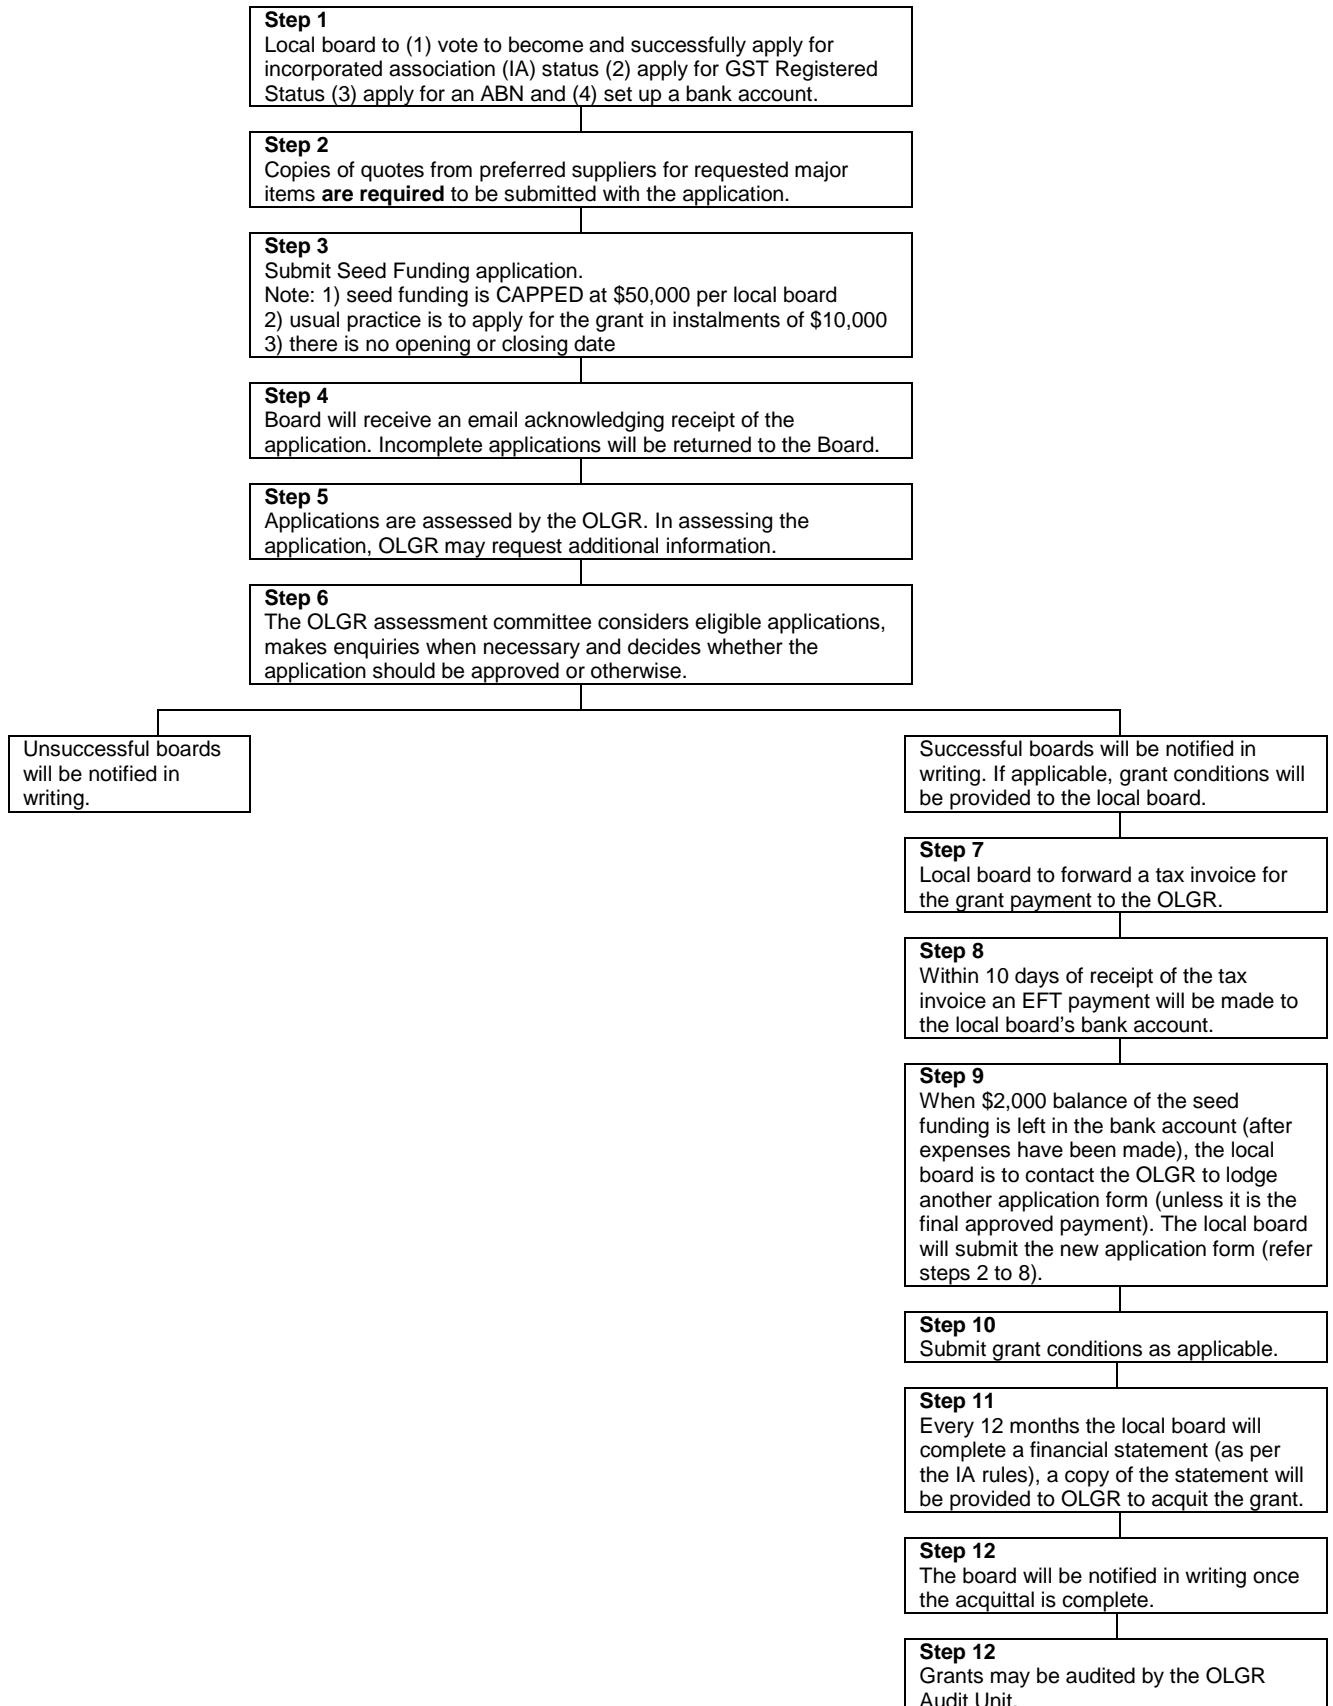 Step 1
Local board to (1) vote to become and successfully apply for
incorporated association (IA) status (2) apply for GST Registered
Status (3) apply for an ABN and (4) set up a bank account.
Step 2
Copies of quotes from preferred suppliers for requested major
items are required to be submitted with the application.
Step 3
Submit Seed Funding application.
Note: 1) seed funding is CAPPED at $50,000 per local board
2) usual practice is to apply for the grant in instalments of $10,000
3) there is no opening or closing date
Step 4
Board will receive an email acknowledging receipt of the
application. Incomplete applications will be returned to the Board.
Step 5
Applications are assessed by the OLGR. In assessing the
application, OLGR may request additional information.
Step 6
The OLGR assessment committee considers eligible applications,
makes enquiries when necessary and decides whether the
application should be approved or otherwise.
Unsuccessful boards
will be notified in
writing.
Successful boards will be notified in
writing. If applicable, grant conditions will
be provided to the local board.
Step 7
Local board to forward a tax invoice for
the grant payment to the OLGR.
Step 8
Within 10 days of receipt of the tax
invoice an EFT payment will be made to
the local board's bank account.
Step 9
When $2,000 balance of the seed
funding is left in the bank account (after
expenses have been made), the local
board is to contact the OLGR to lodge
another application form (unless it is the
final approved payment). The local board
will submit the new application form (refer
steps 2 to 8).
Step 10
Submit grant conditions as applicable.
Step 11
Every 12 months the local board will
complete a financial statement (as per
the IA rules), a copy of the statement will
be provided to OLGR to acquit the grant.
Step 12
The board will be notified in writing once
the acquittal is complete.
Step 12
Grants may be audited by the OLGR
Audit Unit.